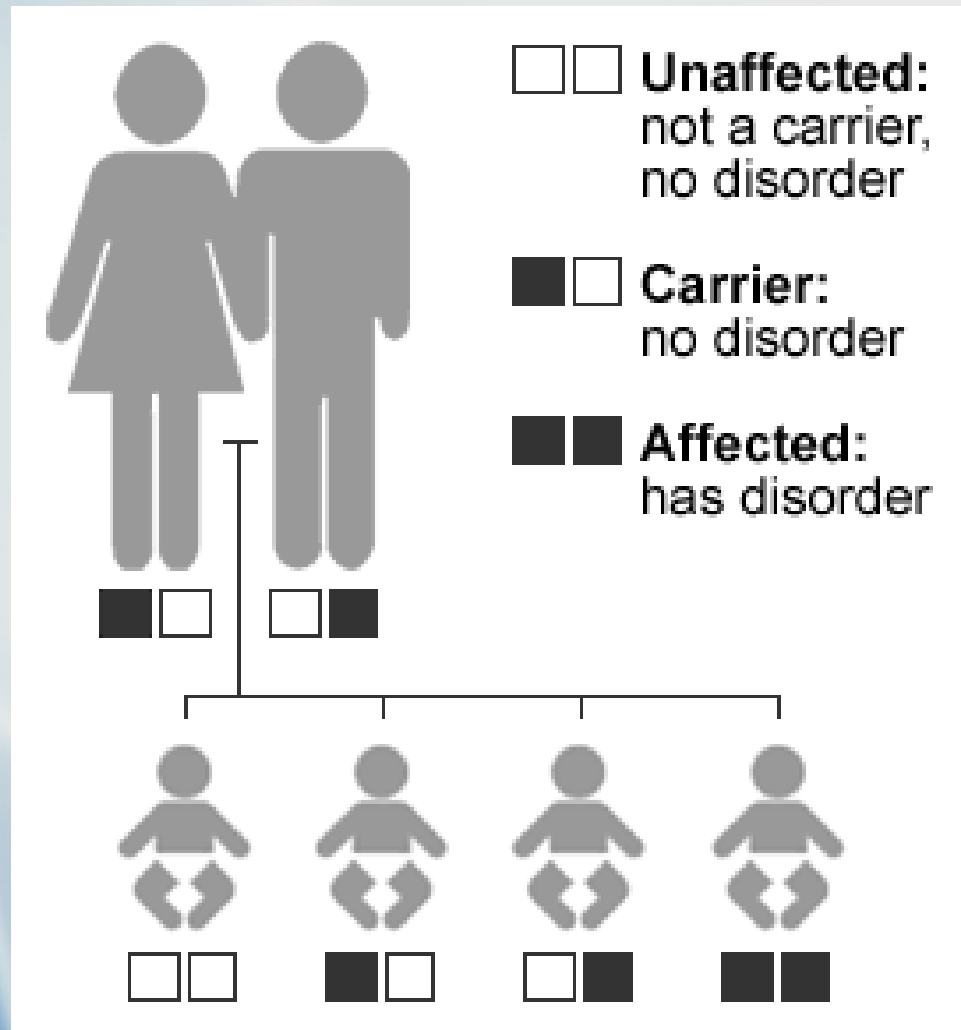 Unaffected:
not a carrier,
no disorder
Carrier:
no disorder
Affected:
has disorder